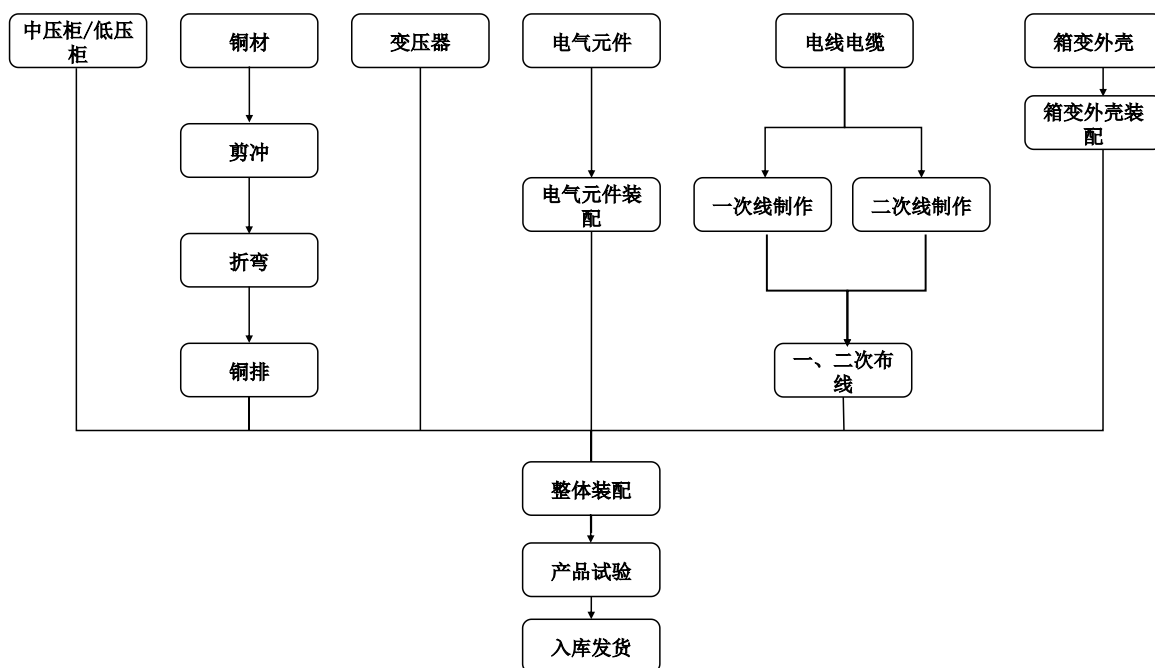 中压柜/低压
柜
铜材
变压器
电气元件
电线电缆
箱变外壳
箱变外壳装
配
剪冲
电气元件装
配
一次线制作
二次线制作
折弯
铜排
一、二次布
线
整体装配
产品试验
入库发货